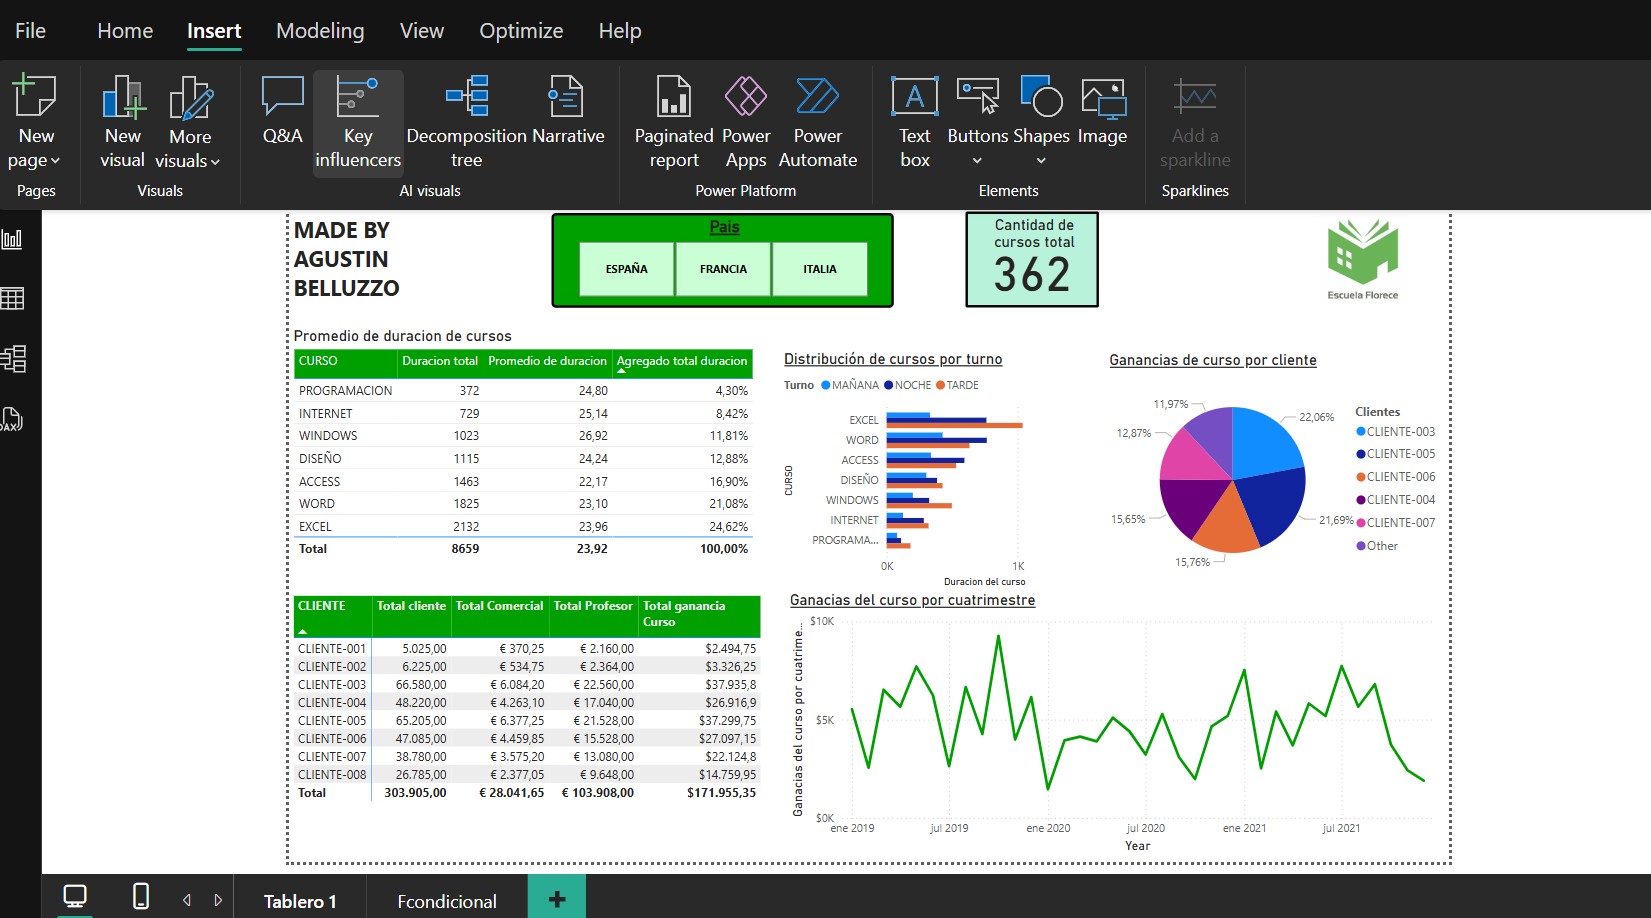 File Home Insert Modeling View Optimize Help
New page
New visual
More visuals
Q&A
Key influencers
Decomposition tree
Narrative
Paginated report
Power Apps
Power Automate
Text box
Buttons
Shapes
Image
Add a sparkline
Pages
Visuals
AI visuals
Power Platform
Elements
Sparklines
MADE BY
AGUSTIN
BELLUZZO
Pais
ESPAÑA FRANCIA ITALIA
Cantidad de
cursos total
362
Escuela Florece
Promedio de duracion de cursos
CURSO Duracion total Promedio de duracion Agregado total duracion
PROGRAMACION 372 24,80 4,30%
INTERNET 729 25,14 8,42%
WINDOWS 1023 26,92 11,81%
DISEÑO 1115 24,24 12,88%
ACCESS 1463 22,17 16,90%
WORD 1825 23,10 21,08%
EXCEL 2132 23,96 24,62%
Total 8659 23,92 100,00%
Distribución de cursos por turno
Turno MAÑANA NOCHE TARDE
CURSO
EXCEL
WORD
ACCESS
DISEÑO
WINDOWS
INTERNET
PROGRAMA...
0K 1K
Duracion del curso
Ganancias de curso por cliente
11,97%
22,06%
12,87%
15,65%
21,69%
15,76%
Clientes
CLIENTE-003
CLIENTE-005
CLIENTE-006
CLIENTE-004
CLIENTE-007
Other
CLIENTE Total cliente Total Comercial Total Profesor Total ganancia
Curso
CLIENTE-001 5.025,00 € 370,25 € 2.160,00 $2.494,75
CLIENTE-002 6.225,00 € 534,75 € 2.364,00 $3.326,25
CLIENTE-003 66.580,00 € 6.084,20 € 22.560,00 $37.935,8
CLIENTE-004 48.220,00 € 4.263,10 € 17.040,00 $26.916,9
CLIENTE-005 65.205,00 € 6.377,25 € 21.528,00 $37.299,75
CLIENTE-006 47.085,00 € 4.459,85 € 15.528,00 $27.097,15
CLIENTE-007 38.780,00 € 3.575,20 € 13.080,00 $22.124,8
CLIENTE-008 26.785,00 € 2.377,05 € 9.648,00 $14.759,95
Total 303.905,00 € 28.041,65 € 103.908,00 $171.955,35
Ganacias del curso por cuatrimestre
Ganacias del curso por cuatrime...
$10K
$5K
$0K
ene 2019 jul 2019 ene 2020 jul 2020 ene 2021 jul 2021
Year
DAX
Tablero 1 Fcondicional